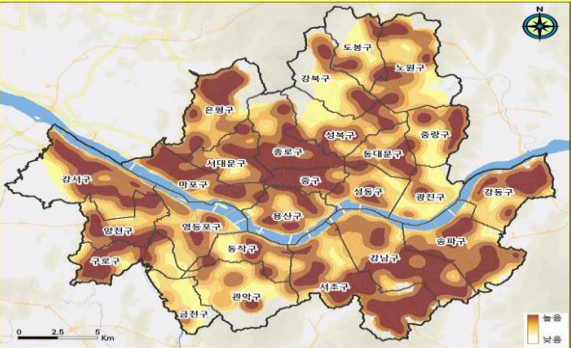 N
도봉구
노원구
강북구
은평구
성북구
중랑구
종로구
동대문구
서대문구
중구
강서구
마포구
성동구
광진구
강동구
용산구
양천구
영등포구
송파구
동작구
강남구
구로구
서초구
관악구
금천구
높음
낮음
0 2.5 5
Km